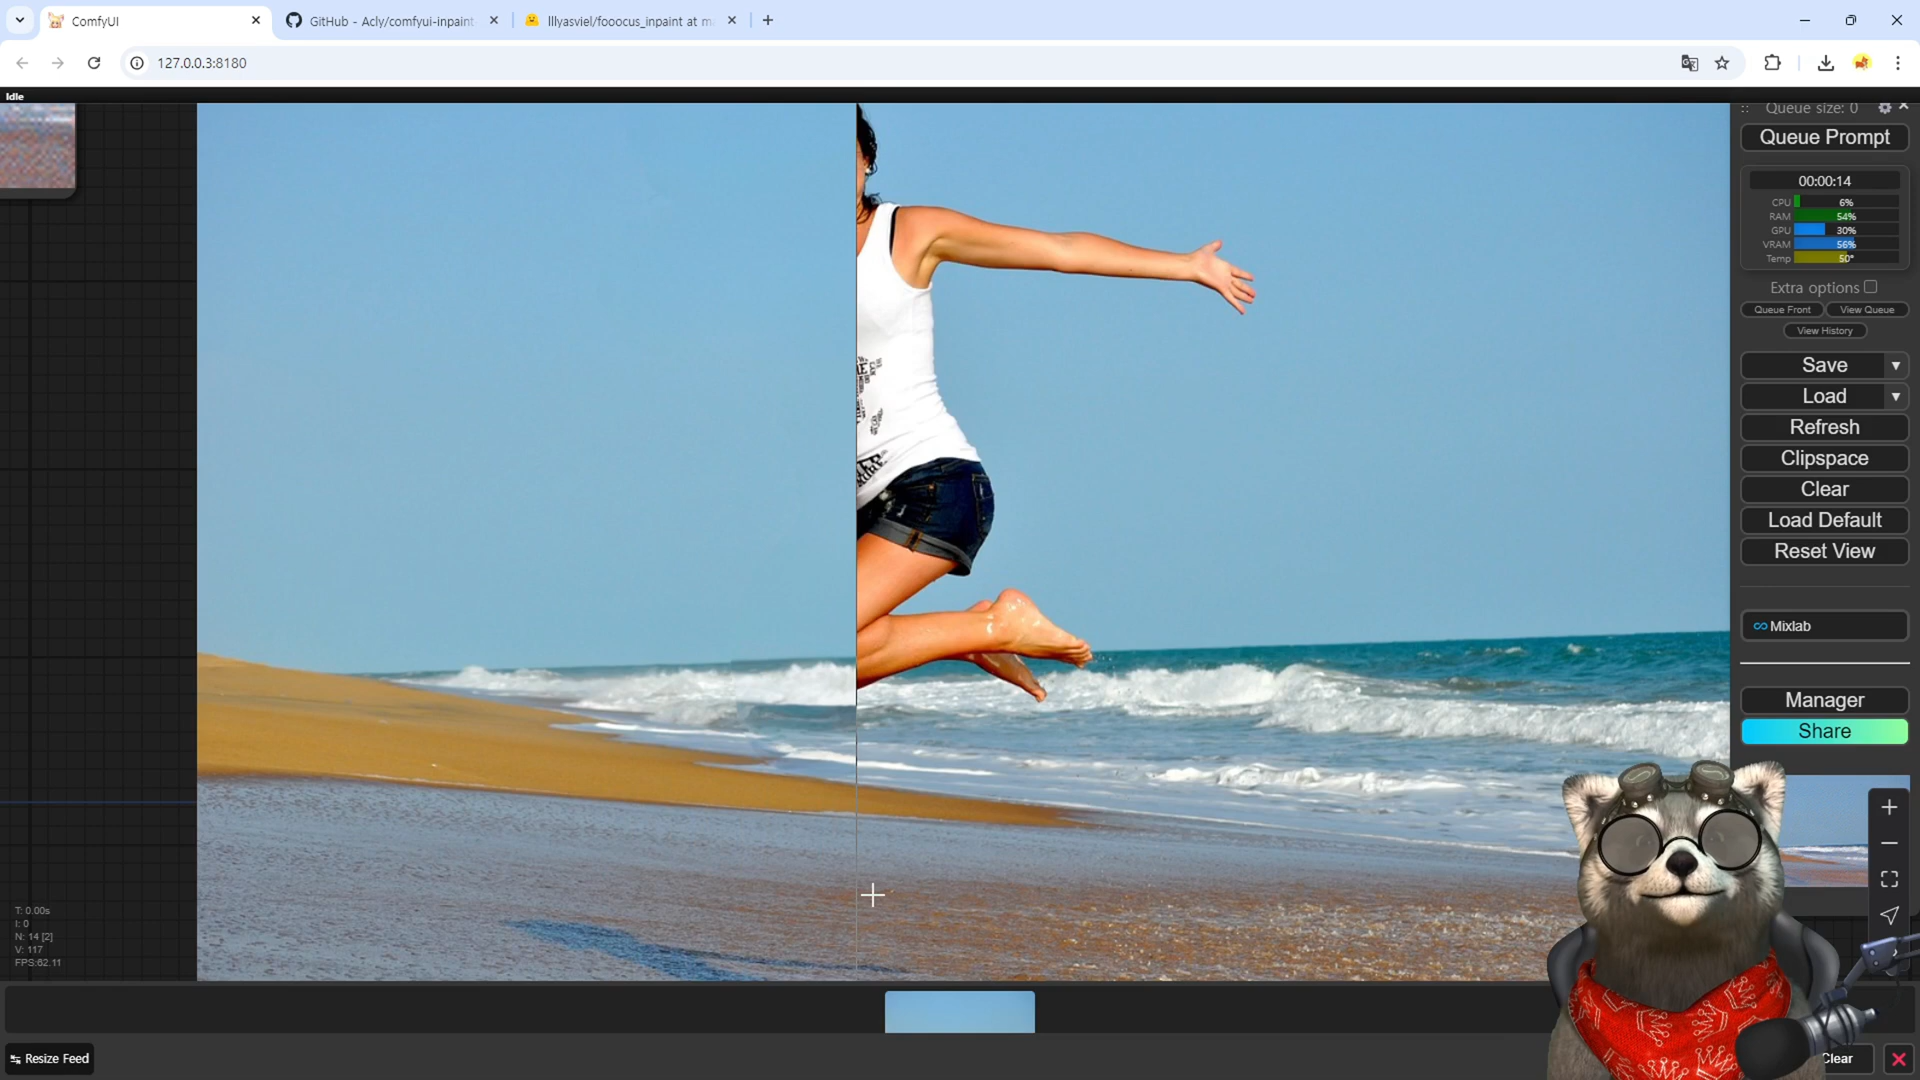 ComfyUI
GitHub - Acly/comfyui-inpaint
lllyasviel/fooocus_inpaint at ma
127.0.0.3:8180
Idle
Queue size: 0
Queue Prompt
00:00:14
CPU 6%
RAM 54%
GPU 30%
VRAM 56%
Temp 50°
Extra options
Queue Front
View Queue
View History
Save
Load
Refresh
Clipspace
Clear
Load Default
Reset View
Mixlab
Manager
Share
T: 0.00s
I: 0
N: 14 [2]
V: 117
FPS:62.11
Resize Feed
Clear